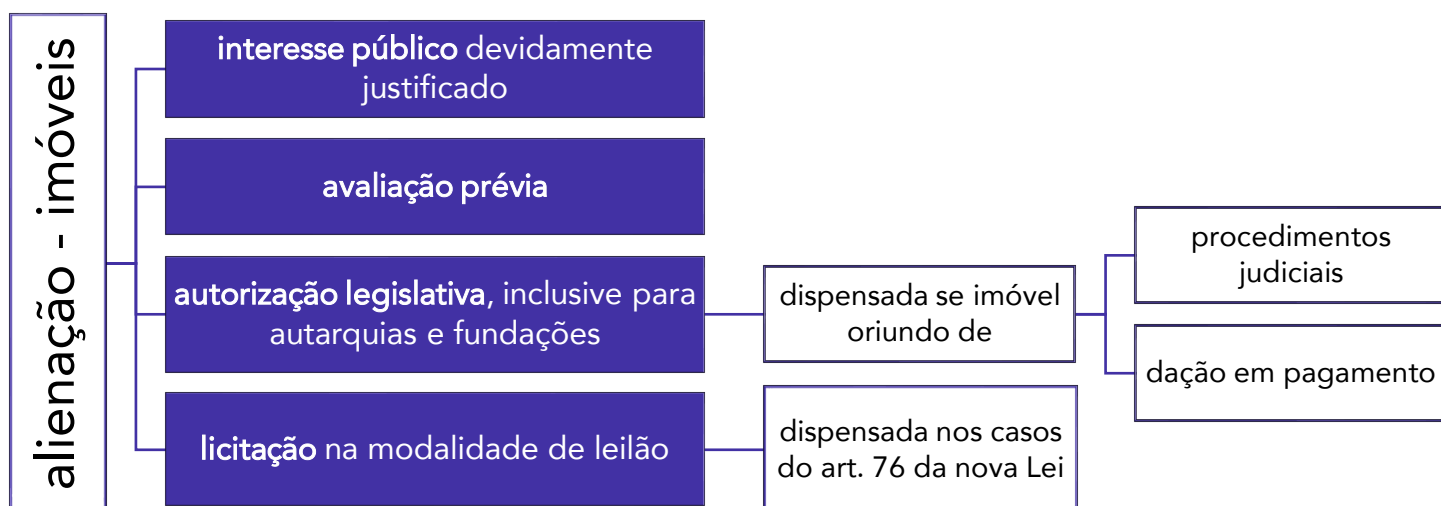 alienação - imóveis
interesse público devidamente
justificado
avaliação prévia
autorização legislativa, inclusive para
autarquias e fundações
dispensada se imóvel
oriundo de
procedimentos
judiciais
dação em pagamento
licitação na modalidade de leilão
dispensada nos casos
do art. 76 da nova Lei